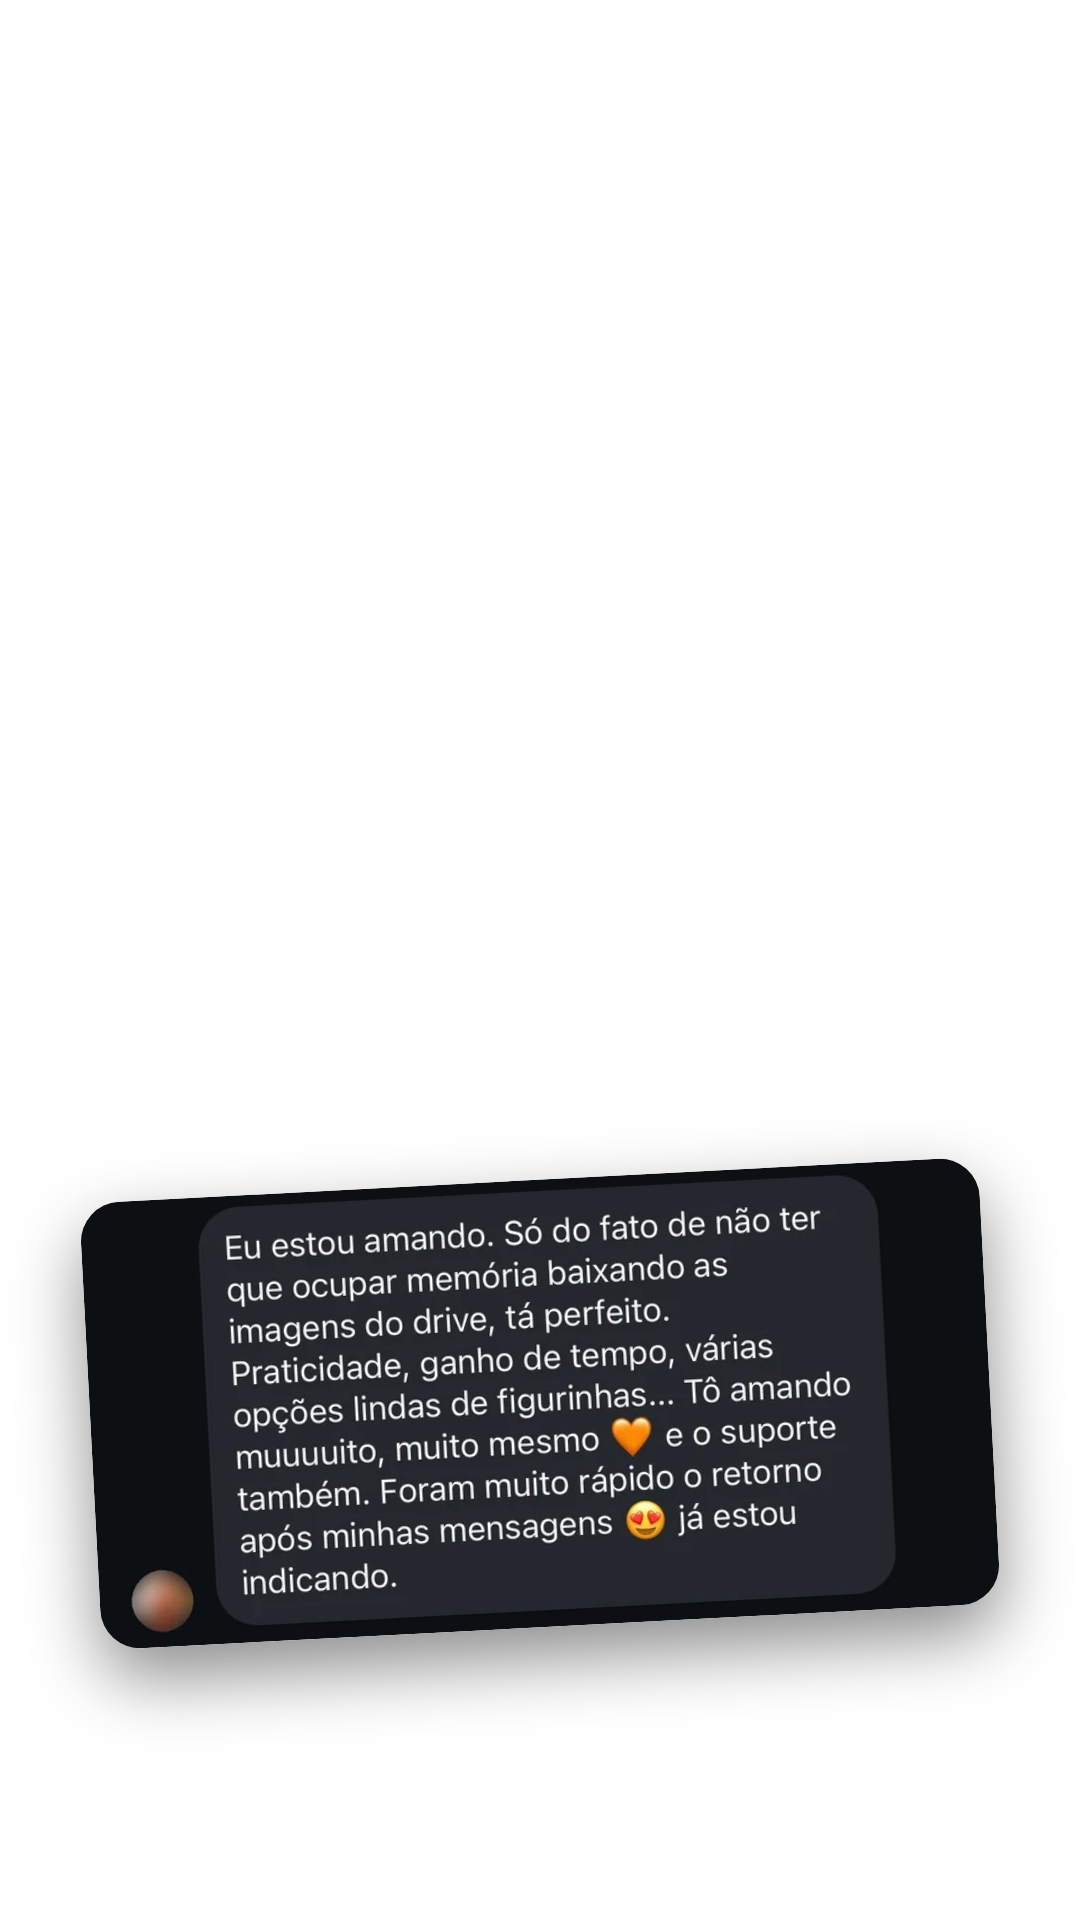 Eu estou amando. Só do fato de não ter
que ocupar memória baixando as
imagens do drive, tá perfeito.
Praticidade, ganho de tempo, várias
opções lindas de figurinhas... Tô amando
muuuuito, muito mesmo 🧡 e o suporte
também. Foram muito rápido o retorno
após minhas mensagens 😍 já estou
indicando.